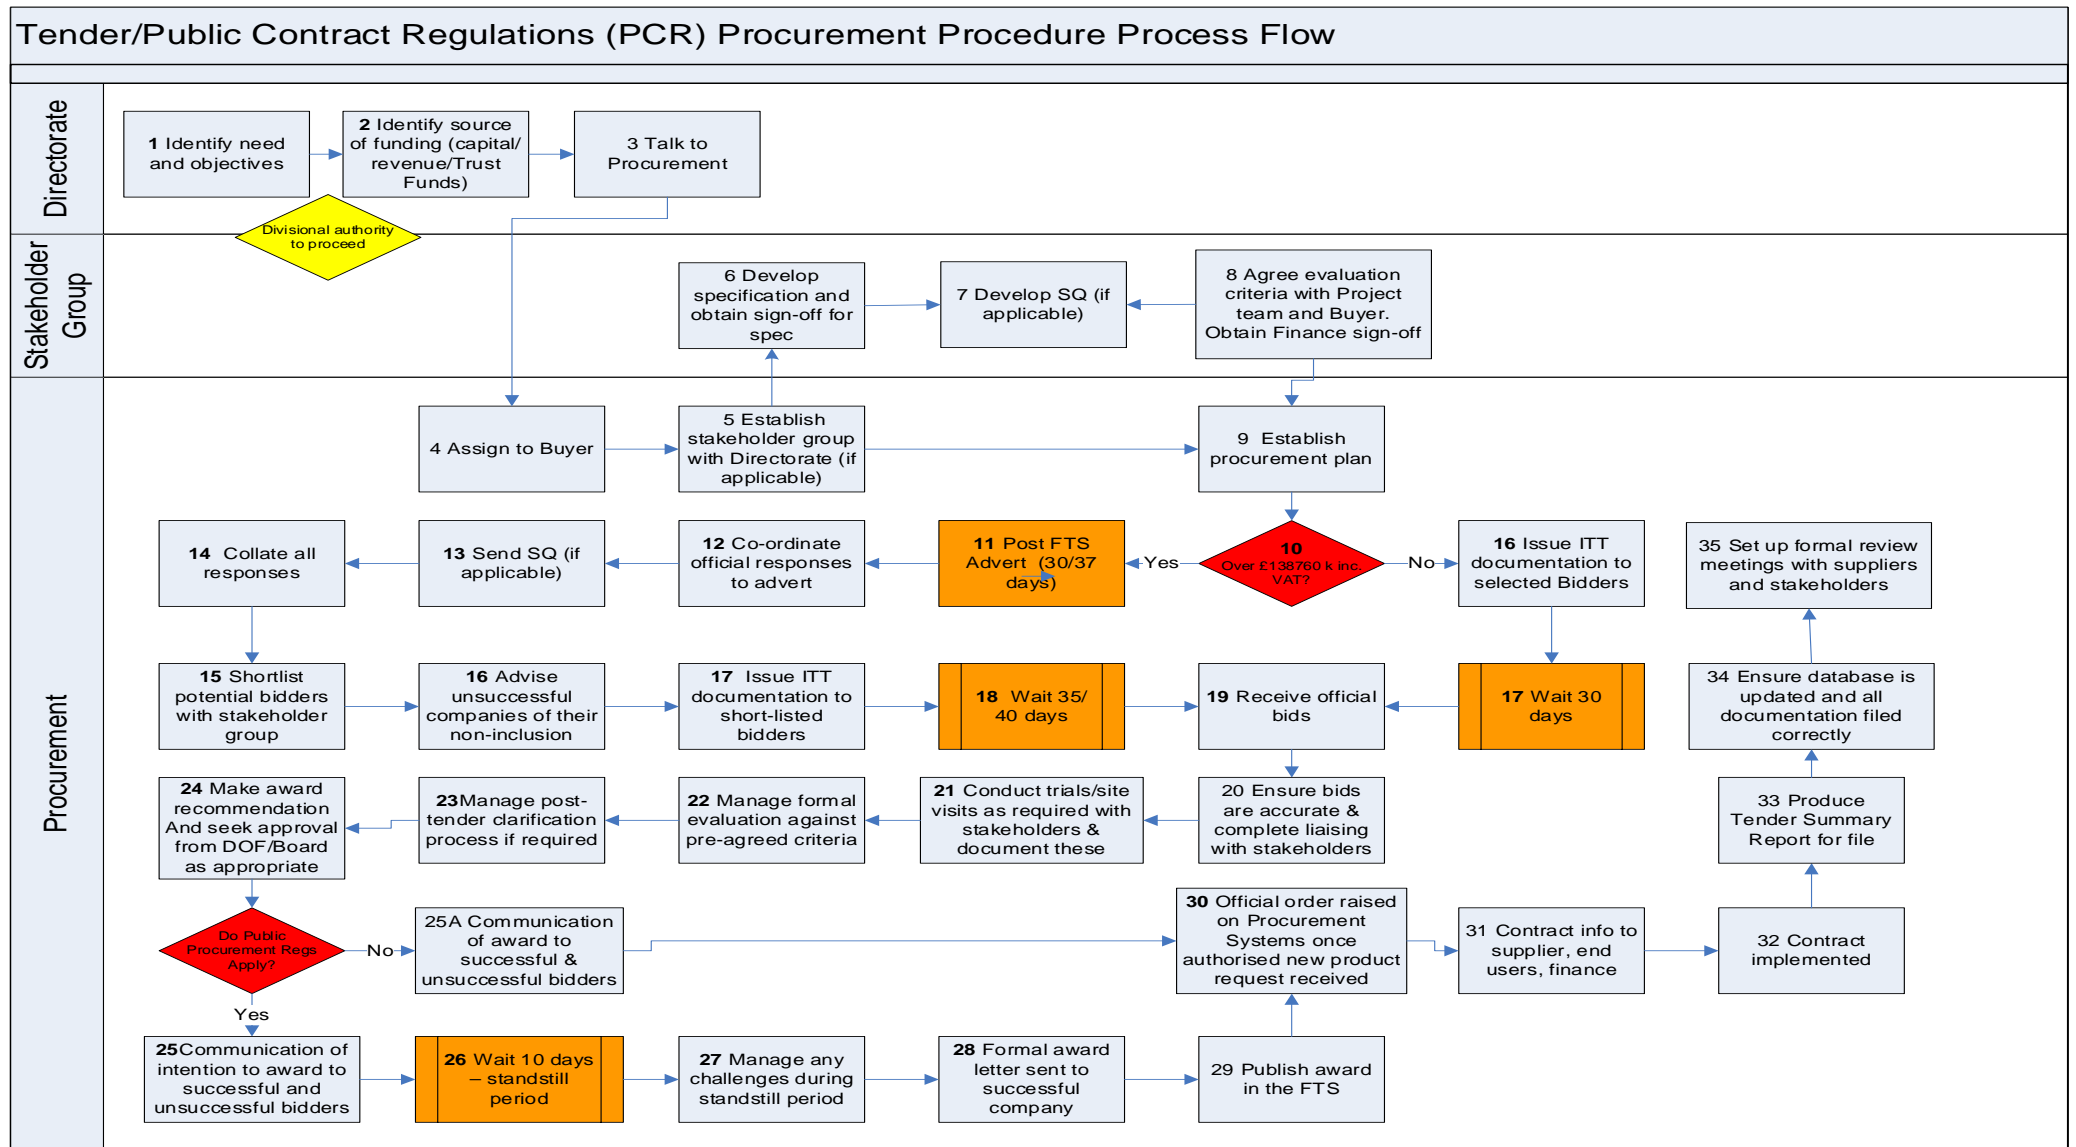 Tender/Public Contract Regulations (PCR) Procurement Procedure Process Flow
Directorate
1 Identify need
and objectives
2 Identify source
of funding (capital/
revenue/Trust
Funds)
3 Talk to
Procurement
Divisional authority
to proceed
Stakeholder
Group
6 Develop
specification and
obtain sign-off for
spec
7 Develop SQ (if
applicable)
8 Agree evaluation
criteria with Project
team and Buyer.
Obtain Finance sign-off
Procurement
4 Assign to Buyer
5 Establish
stakeholder group
with Directorate (if
applicable)
9 Establish
procurement plan
14 Collate all
responses
13 Send SQ (if
applicable)
12 Co-ordinate
official responses
to advert
11 Post FTS
Advert (30/37
days)
Yes
10
Over £138760 k inc.
VAT?
No
16 Issue ITT
documentation to
selected Bidders
35 Set up formal review
meetings with suppliers
and stakeholders
15 Shortlist
potential bidders
with stakeholder
group
16 Advise
unsuccessful
companies of their
non-inclusion
17 Issue ITT
documentation to
short-listed
bidders
18 Wait 35/
40 days
19 Receive official
bids
17 Wait 30
days
34 Ensure database is
updated and all
documentation filed
correctly
24 Make award
recommendation
And seek approval
from DOF/Board
as appropriate
23Manage post-
tender clarification
process if required
22 Manage formal
evaluation against
pre-agreed criteria
21 Conduct trials/site
visits as required with
stakeholders &
document these
20 Ensure bids
are accurate &
complete liaising
with stakeholders
33 Produce
Tender Summary
Report for file
Do Public
Procurement Regs
Apply?
No
25A Communication
of award to
successful &
unsuccessful bidders
30 Official order raised
on Procurement
Systems once
authorised new product
request received
31 Contract info to
supplier, end
users, finance
32 Contract
implemented
Yes
25Communication of
intention to award to
successful and
unsuccessful bidders
26 Wait 10 days
– standstill
period
27 Manage any
challenges during
standstill period
28 Formal award
letter sent to
successful
company
29 Publish award
in the FTS